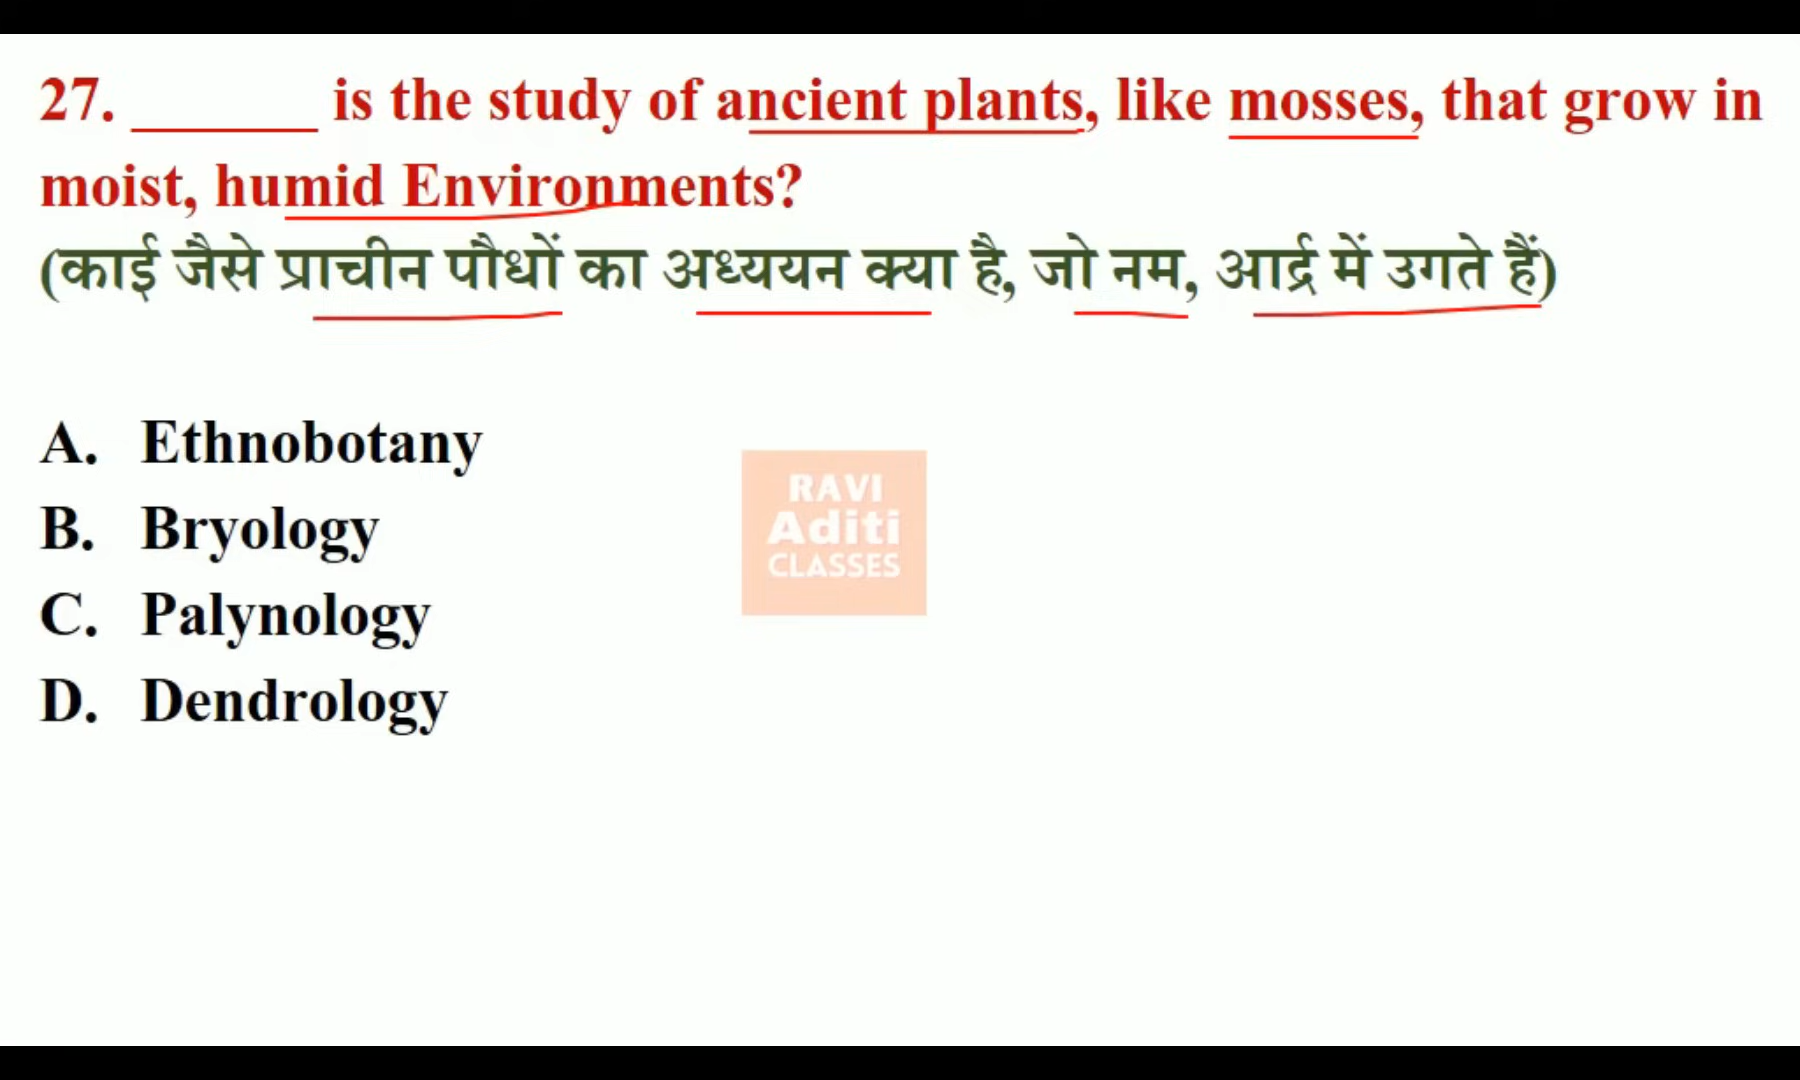 27. ______ is the study of ancient plants, like mosses, that grow in
moist, humid Environments?
(काई जैसे प्राचीन पौधों का अध्ययन क्या है, जो नम, आर्द्र में उगते हैं)
A. Ethnobotany
B. Bryology
C. Palynology
D. Dendrology
RAVI
Aditi
CLASSES